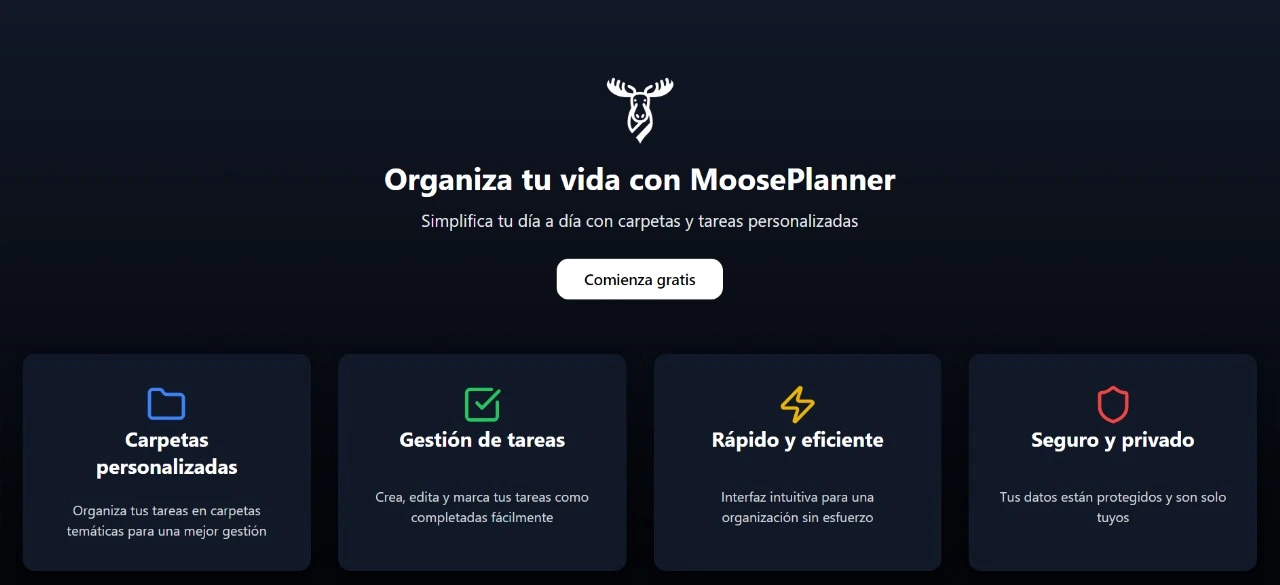 Organiza tu vida con MoosePlanner
Simplifica tu día a día con carpetas y tareas personalizadas
Comienza gratis
Carpetas
personalizadas
Organiza tus tareas en carpetas
temáticas para una mejor gestión
Gestión de tareas
Crea, edita y marca tus tareas como
completadas fácilmente
Rápido y eficiente
Interfaz intuitiva para una
organización sin esfuerzo
Seguro y privado
Tus datos están protegidos y son solo
tuyos